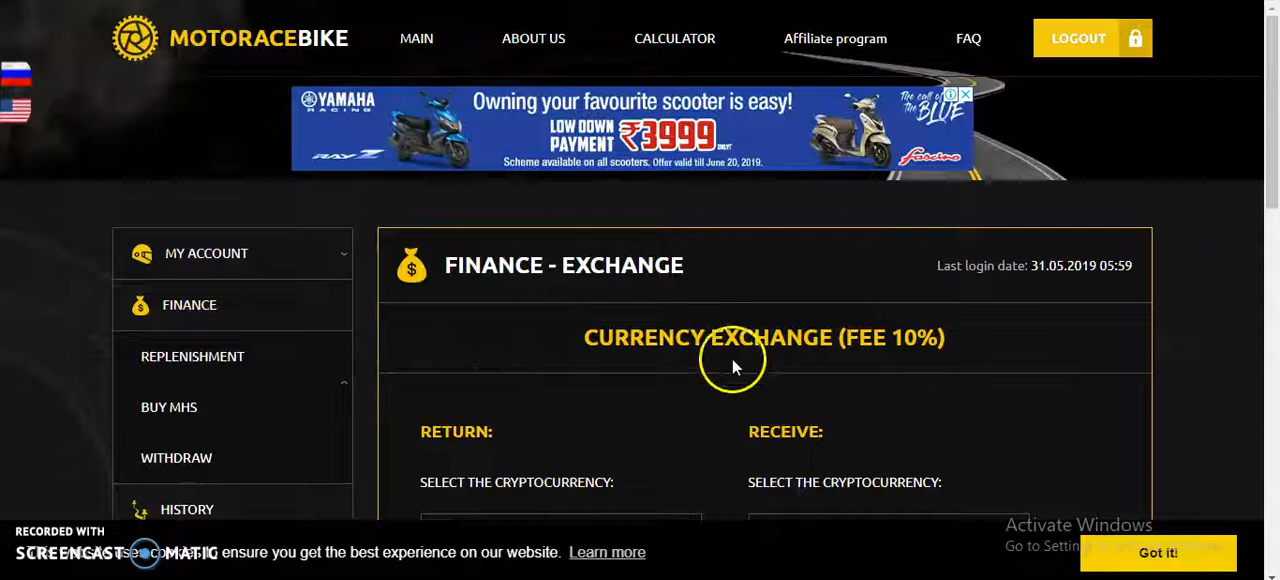 MOTORACEBIKE
MAIN
ABOUT US
CALCULATOR
Affiliate program
FAQ
LOGOUT
YAMAHA
RACING
Owning your favourite scooter is easy!
LOW DOWN
PAYMENT ₹3999 ONLY!
Scheme available on all scooters. Offer valid till June 20, 2019.
RAY Z
The call of
the BLUE
Fascino
MY ACCOUNT
FINANCE
REPLENISHMENT
BUY MHS
WITHDRAW
HISTORY
FINANCE - EXCHANGE
Last login date: 31.05.2019 05:59
CURRENCY EXCHANGE (FEE 10%)
RETURN:
RECEIVE:
SELECT THE CRYPTOCURRENCY:
SELECT THE CRYPTOCURRENCY:
Activate Windows
Go to Settings
RECORDED WITH
SCREENCAST MATIC
to ensure you get the best experience on our website. Learn more
Got it!